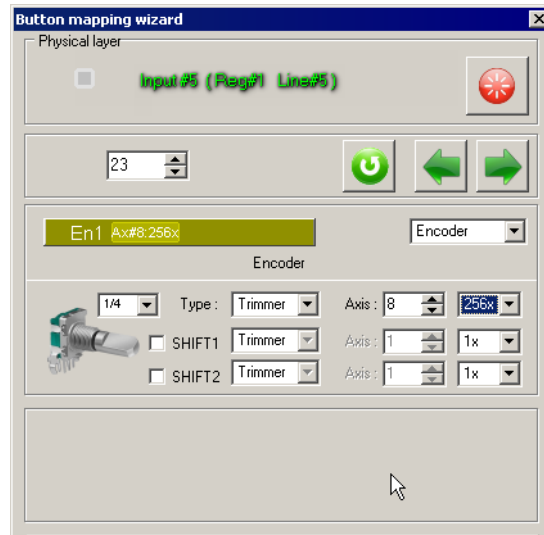 Button mapping wizard
Physical layer
Input #5 ( Reg#1 Line#5 )
23
En1 Ax#8:256x
Encoder
Encoder
1/4 Type : Trimmer Axis : 8 256x
SHIFT1 Trimmer Axis : 1 1x
SHIFT2 Trimmer Axis : 1 1x